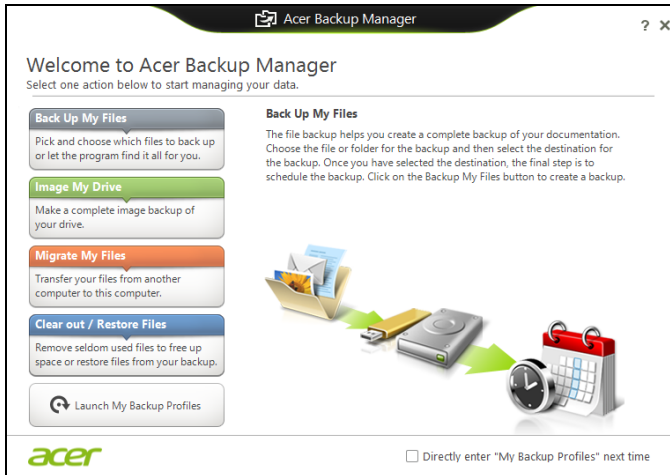 Acer Backup Manager
? X
Welcome to Acer Backup Manager
Select one action below to start managing your data.
Back Up My Files
Pick and choose which files to back up
or let the program find it all for you.
Image My Drive
Make a complete image backup of
your drive.
Migrate My Files
Transfer your files from another
computer to this computer.
Clear out / Restore Files
Remove seldom used files to free up
space or restore files from your backup.
Launch My Backup Profiles
Back Up My Files
The file backup helps you create a complete backup of your documentation.
Choose the file or folder for the backup and then select the destination for
the backup. Once you have selected the destination, the final step is to
schedule the backup. Click on the Backup My Files button to create a backup.
acer
Directly enter "My Backup Profiles" next time